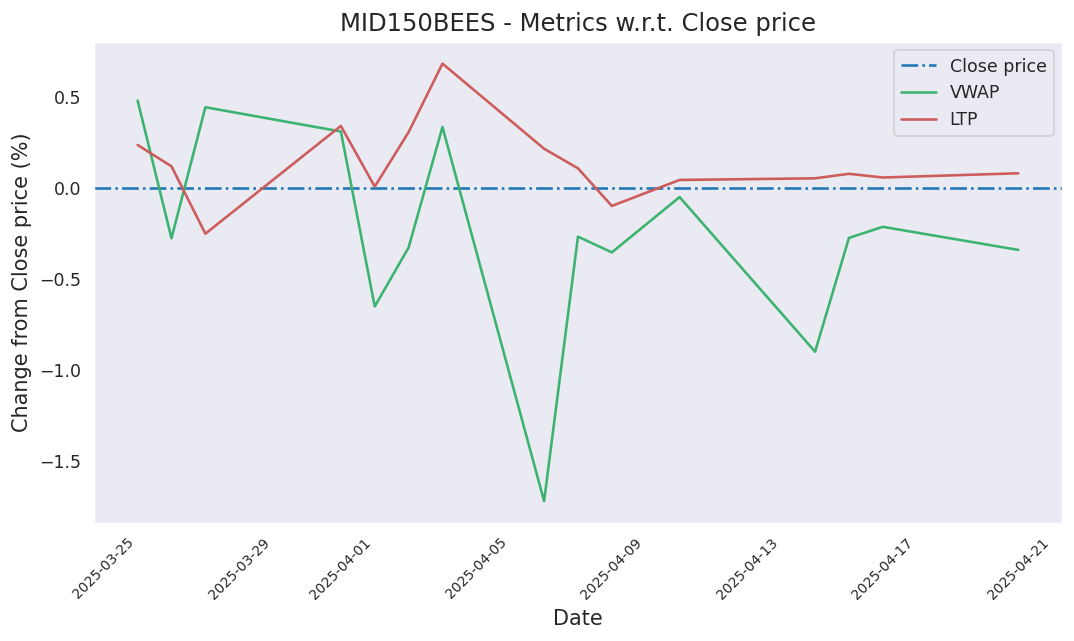 MID150BEES - Metrics w.r.t. Close price
Close price
VWAP
LTP
Change from Close price (%)
0.5
0.0
−0.5
−1.0
−1.5
2025-03-25
2025-03-29
2025-04-01
2025-04-05
2025-04-09
2025-04-13
2025-04-17
2025-04-21
Date